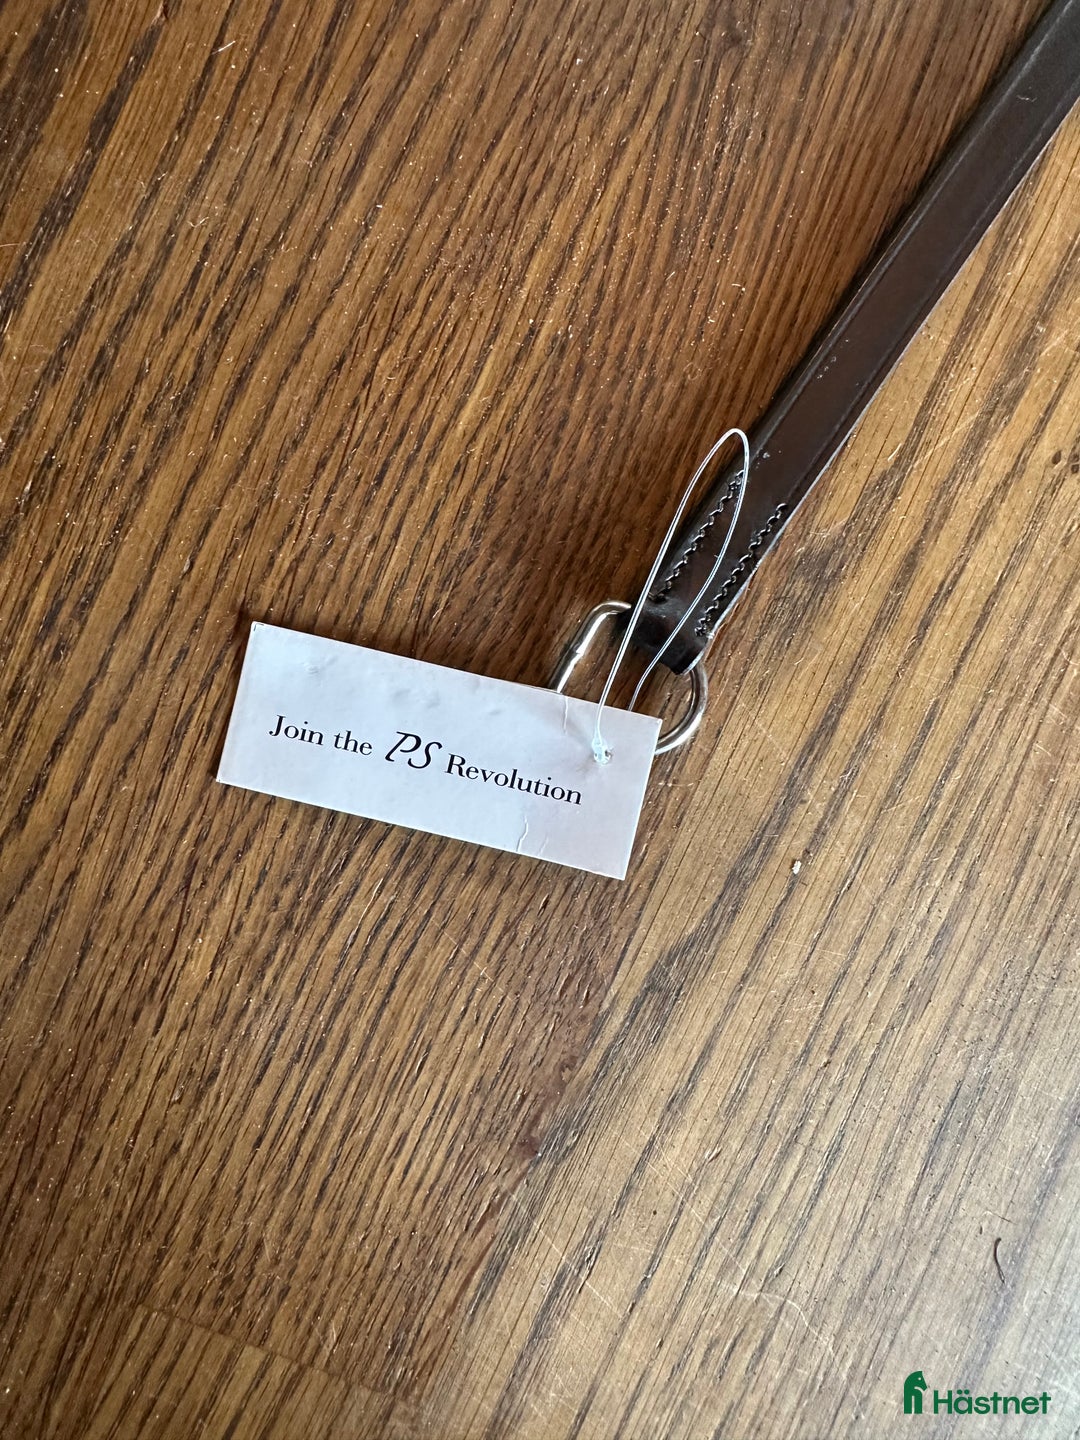 Join the PS Revolution
Hästnet